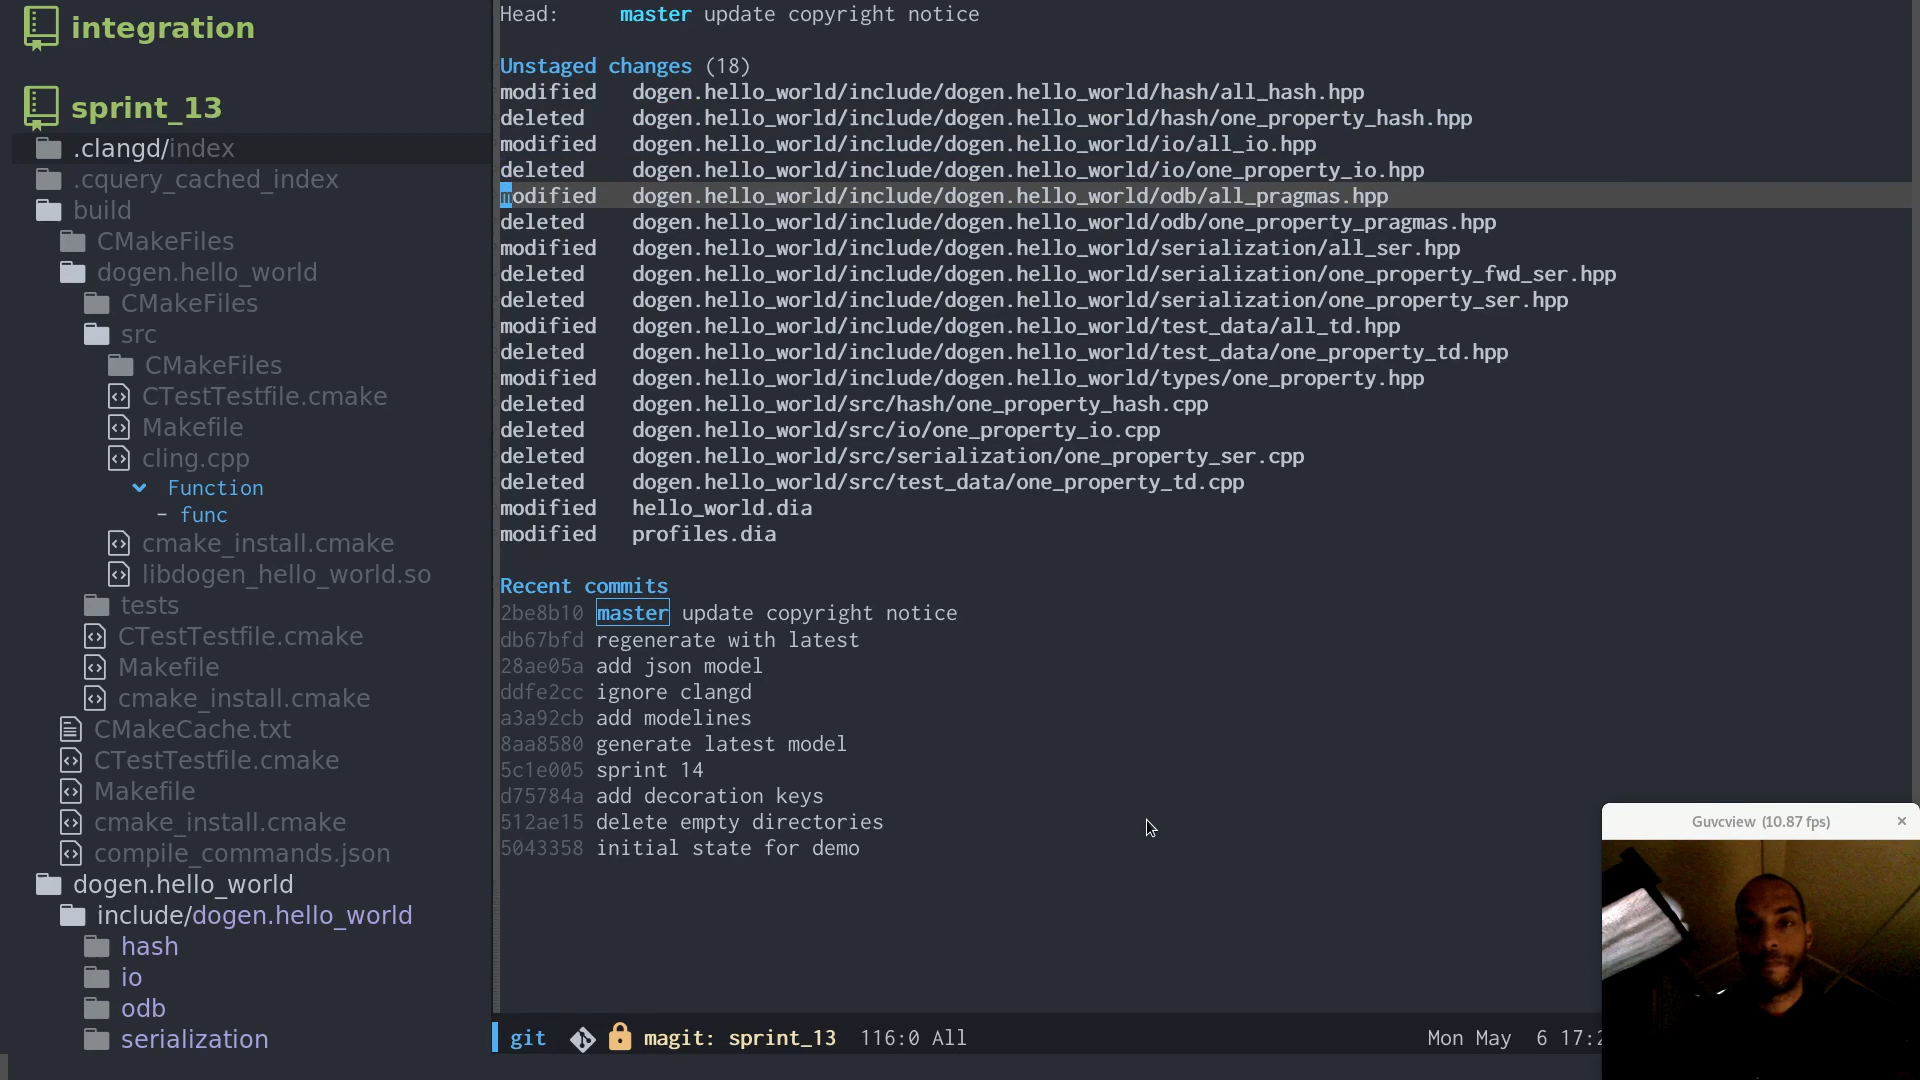 integration
sprint_13
.clangd/index
.cquery_cached_index
build
CMakeFiles
dogen.hello_world
CMakeFiles
src
CMakeFiles
CTestTestfile.cmake
Makefile
cling.cpp
Function
- func
cmake_install.cmake
libdogen_hello_world.so
tests
CTestTestfile.cmake
Makefile
cmake_install.cmake
CMakeCache.txt
CTestTestfile.cmake
Makefile
cmake_install.cmake
compile_commands.json
dogen.hello_world
include/dogen.hello_world
hash
io
odb
serialization
Head: master update copyright notice
Unstaged changes (18)
modified dogen.hello_world/include/dogen.hello_world/hash/all_hash.hpp
deleted dogen.hello_world/include/dogen.hello_world/hash/one_property_hash.hpp
modified dogen.hello_world/include/dogen.hello_world/io/all_io.hpp
deleted dogen.hello_world/include/dogen.hello_world/io/one_property_io.hpp
modified dogen.hello_world/include/dogen.hello_world/odb/all_pragmas.hpp
deleted dogen.hello_world/include/dogen.hello_world/odb/one_property_pragmas.hpp
modified dogen.hello_world/include/dogen.hello_world/serialization/all_ser.hpp
deleted dogen.hello_world/include/dogen.hello_world/serialization/one_property_fwd_ser.hpp
deleted dogen.hello_world/include/dogen.hello_world/serialization/one_property_ser.hpp
modified dogen.hello_world/include/dogen.hello_world/test_data/all_td.hpp
deleted dogen.hello_world/include/dogen.hello_world/test_data/one_property_td.hpp
modified dogen.hello_world/include/dogen.hello_world/types/one_property.hpp
deleted dogen.hello_world/src/hash/one_property_hash.cpp
deleted dogen.hello_world/src/io/one_property_io.cpp
deleted dogen.hello_world/src/serialization/one_property_ser.cpp
deleted dogen.hello_world/src/test_data/one_property_td.cpp
modified hello_world.dia
modified profiles.dia
Recent commits
2be8b10 master update copyright notice
db67bfd regenerate with latest
28ae05a add json model
ddfe2cc ignore clangd
a3a92cb add modelines
8aa8580 generate latest model
5c1e005 sprint 14
d75784a add decoration keys
512ae15 delete empty directories
5043358 initial state for demo
Guvcview (10.87 fps) ×
git magit: sprint_13 116:0 All Mon May 6 17:2